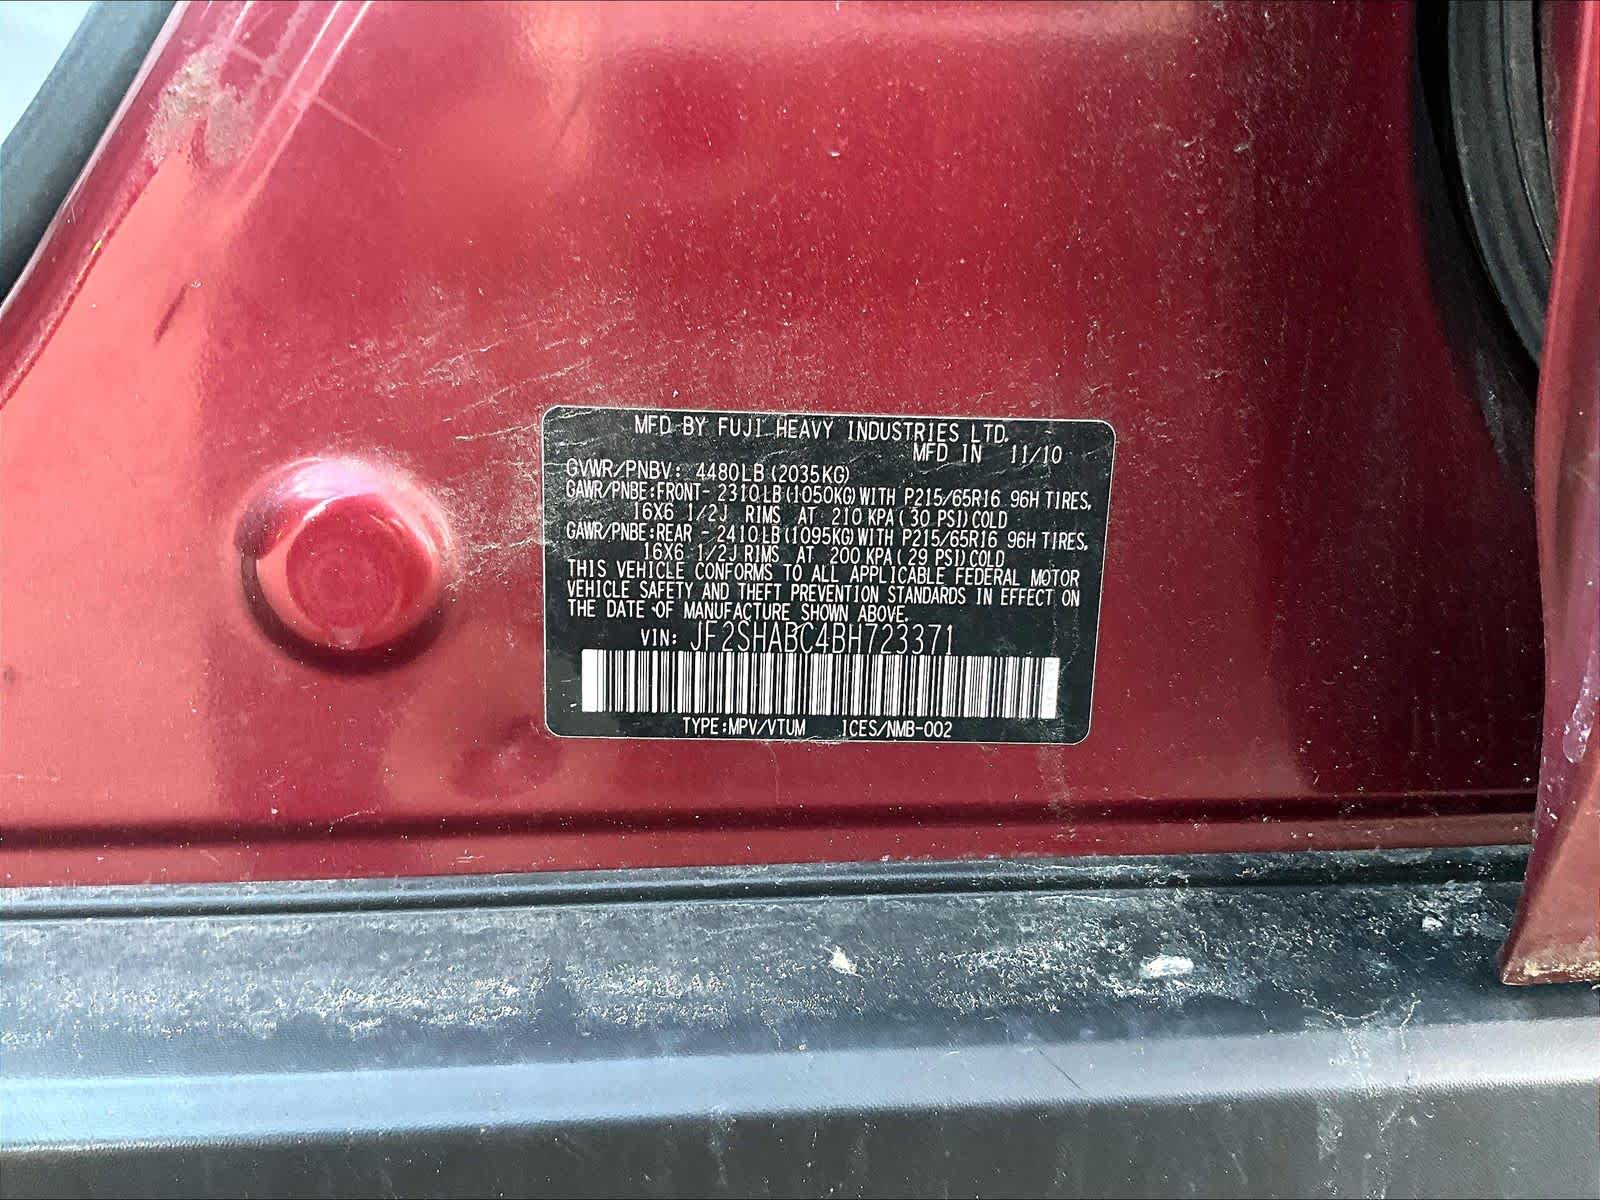 MFD BY FUJI HEAVY INDUSTRIES LTD.
MFD IN 11/10
GVWR/PNBV: 4480LB(2035KG)
GAWR/PNBE:FRONT- 2310LB(1050KG)WITH P215/65R16 96H TIRES,
16X6 1/2J RIMS AT 210 KPA(30 PSI)COLD
GAWR/PNBE:REAR - 2410LB(1095KG)WITH P215/65R16 96H TIRES,
16X6 1/2J RIMS AT 200 KPA(29 PSI)COLD
THIS VEHICLE CONFORMS TO ALL APPLICABLE FEDERAL MOTOR
VEHICLE SAFETY AND THEFT PREVENTION STANDARDS IN EFFECT ON
THE DATE OF MANUFACTURE SHOWN ABOVE.
VIN: JF2SHABC4BH723371
TYPE:MPV/VTUM ICES/NMB-002